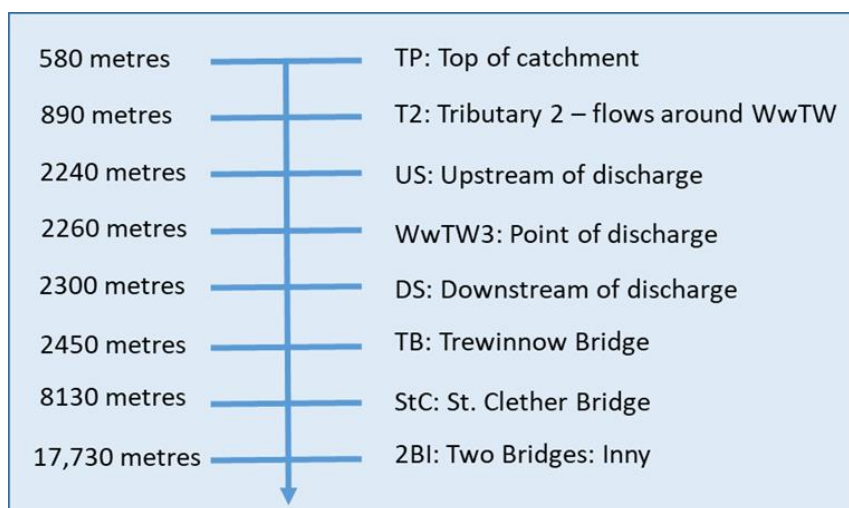 580 metres TP: Top of catchment
890 metres T2: Tributary 2 – flows around WwTW
2240 metres US: Upstream of discharge
2260 metres WwTW3: Point of discharge
2300 metres DS: Downstream of discharge
2450 metres TB: Trewinnow Bridge
8130 metres StC: St. Clether Bridge
17,730 metres 2BI: Two Bridges: Inny